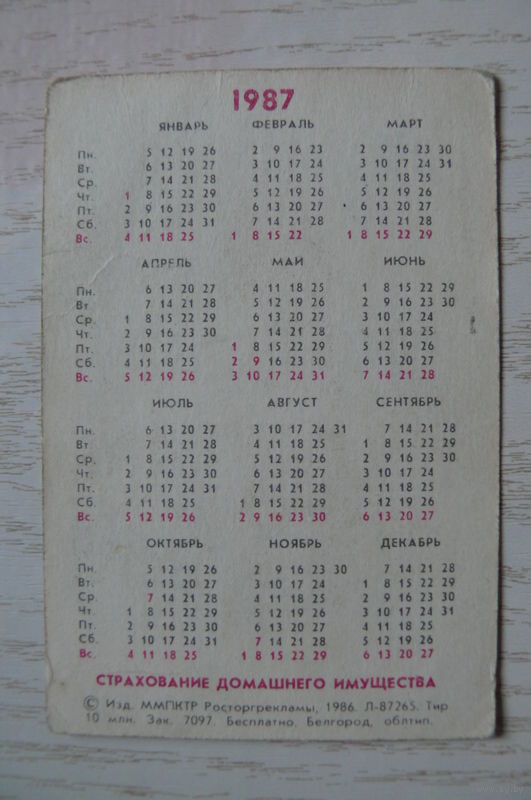 1987
ЯНВАРЬ ФЕВРАЛЬ МАРТ
Пн. 5 12 19 26 2 9 16 23 2 9 16 23 30
Вт. 6 13 20 27 3 10 17 24 3 10 17 24 31
Ср. 7 14 21 28 4 11 18 25 4 11 18 25
Чт. 1 8 15 22 29 5 12 19 26 5 12 19 26
Пт. 2 9 16 23 30 6 13 20 27 6 13 20 27
Сб. 3 10 17 24 31 7 14 21 28 7 14 21 28
Вс. 4 11 18 25 1 8 15 22 1 8 15 22 29
АПРЕЛЬ МАЙ ИЮНЬ
Пн. 6 13 20 27 4 11 18 25 1 8 15 22 29
Вт. 7 14 21 28 5 12 19 26 2 9 16 23 30
Ср. 1 8 15 22 29 6 13 20 27 3 10 17 24
Чт. 2 9 16 23 30 7 14 21 28 4 11 18 25
Пт. 3 10 17 24 1 8 15 22 29 5 12 19 26
Сб. 4 11 18 25 2 9 16 23 30 6 13 20 27
Вс. 5 12 19 26 3 10 17 24 31 7 14 21 28
ИЮЛЬ АВГУСТ СЕНТЯБРЬ
Пн. 6 13 20 27 3 10 17 24 31 7 14 21 28
Вт. 7 14 21 28 4 11 18 25 1 8 15 22 29
Ср. 1 8 15 22 29 5 12 19 26 2 9 16 23 30
Чт. 2 9 16 23 30 6 13 20 27 3 10 17 24
Пт. 3 10 17 24 31 7 14 21 28 4 11 18 25
Сб. 4 11 18 25 1 8 15 22 29 5 12 19 26
Вс. 5 12 19 26 2 9 16 23 30 6 13 20 27
ОКТЯБРЬ НОЯБРЬ ДЕКАБРЬ
Пн. 5 12 19 26 2 9 16 23 30 7 14 21 28
Вт. 6 13 20 27 3 10 17 24 1 8 15 22 29
Ср. 7 14 21 28 4 11 18 25 2 9 16 23 30
Чт. 1 8 15 22 29 5 12 19 26 3 10 17 24 31
Пт. 2 9 16 23 30 6 13 20 27 4 11 18 25
Сб. 3 10 17 24 31 7 14 21 28 5 12 19 26
Вс. 4 11 18 25 1 8 15 22 29 6 13 20 27
СТРАХОВАНИЕ ДОМАШНЕГО ИМУЩЕСТВА
© Изд. ММПКТР Росторгрекламы, 1986. Л-87265. Тир
10 млн. Зак. 7097. Бесплатно. Белгород, облтип.